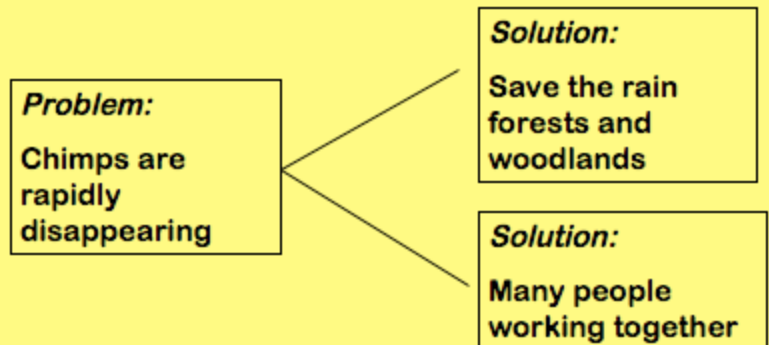 Problem:
Chimps are
rapidly
disappearing
Solution:
Save the rain
forests and
woodlands
Solution:
Many people
working together